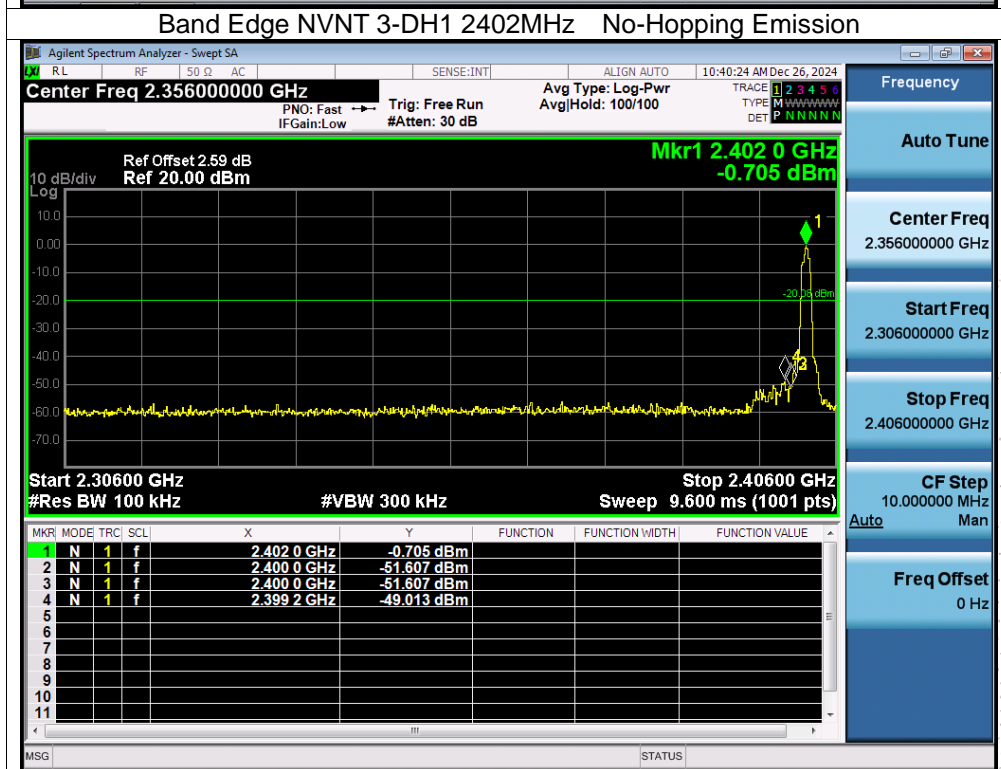 Band Edge NVNT 3-DH1 2402MHz    No-Hopping Emission
Agilent Spectrum Analyzer - Swept SA
LXI RL RF 50 Ω AC SENSE:INT ALIGN AUTO 10:40:24 AM Dec 26, 2024
Center Freq 2.356000000 GHz
PNO: Fast
IFGain:Low
Trig: Free Run
#Atten: 30 dB
Avg Type: Log-Pwr
Avg|Hold: 100/100
TRACE 1 2 3 4 5 6
TYPE M WWWWW
DET P N N N N N
Ref Offset 2.59 dB
10 dB/div Ref 20.00 dBm
Log
Mkr1 2.402 0 GHz
-0.705 dBm
10.0
0.00
-10.0
-20.0
-30.0
-40.0
-50.0
-60.0
-70.0
1
-20.06 dBm
4
3
Start 2.30600 GHz Stop 2.40600 GHz
#Res BW 100 kHz #VBW 300 kHz Sweep 9.600 ms (1001 pts)
MKR MODE TRC SCL X Y FUNCTION FUNCTION WIDTH FUNCTION VALUE
1 N 1 f 2.402 0 GHz -0.705 dBm
2 N 1 f 2.400 0 GHz -51.607 dBm
3 N 1 f 2.400 0 GHz -51.607 dBm
4 N 1 f 2.399 2 GHz -49.013 dBm
5
6
7
8
9
10
11
MSG STATUS
Frequency
Auto Tune
Center Freq
2.356000000 GHz
Start Freq
2.306000000 GHz
Stop Freq
2.406000000 GHz
CF Step
10.000000 MHz
Auto Man
Freq Offset
0 Hz